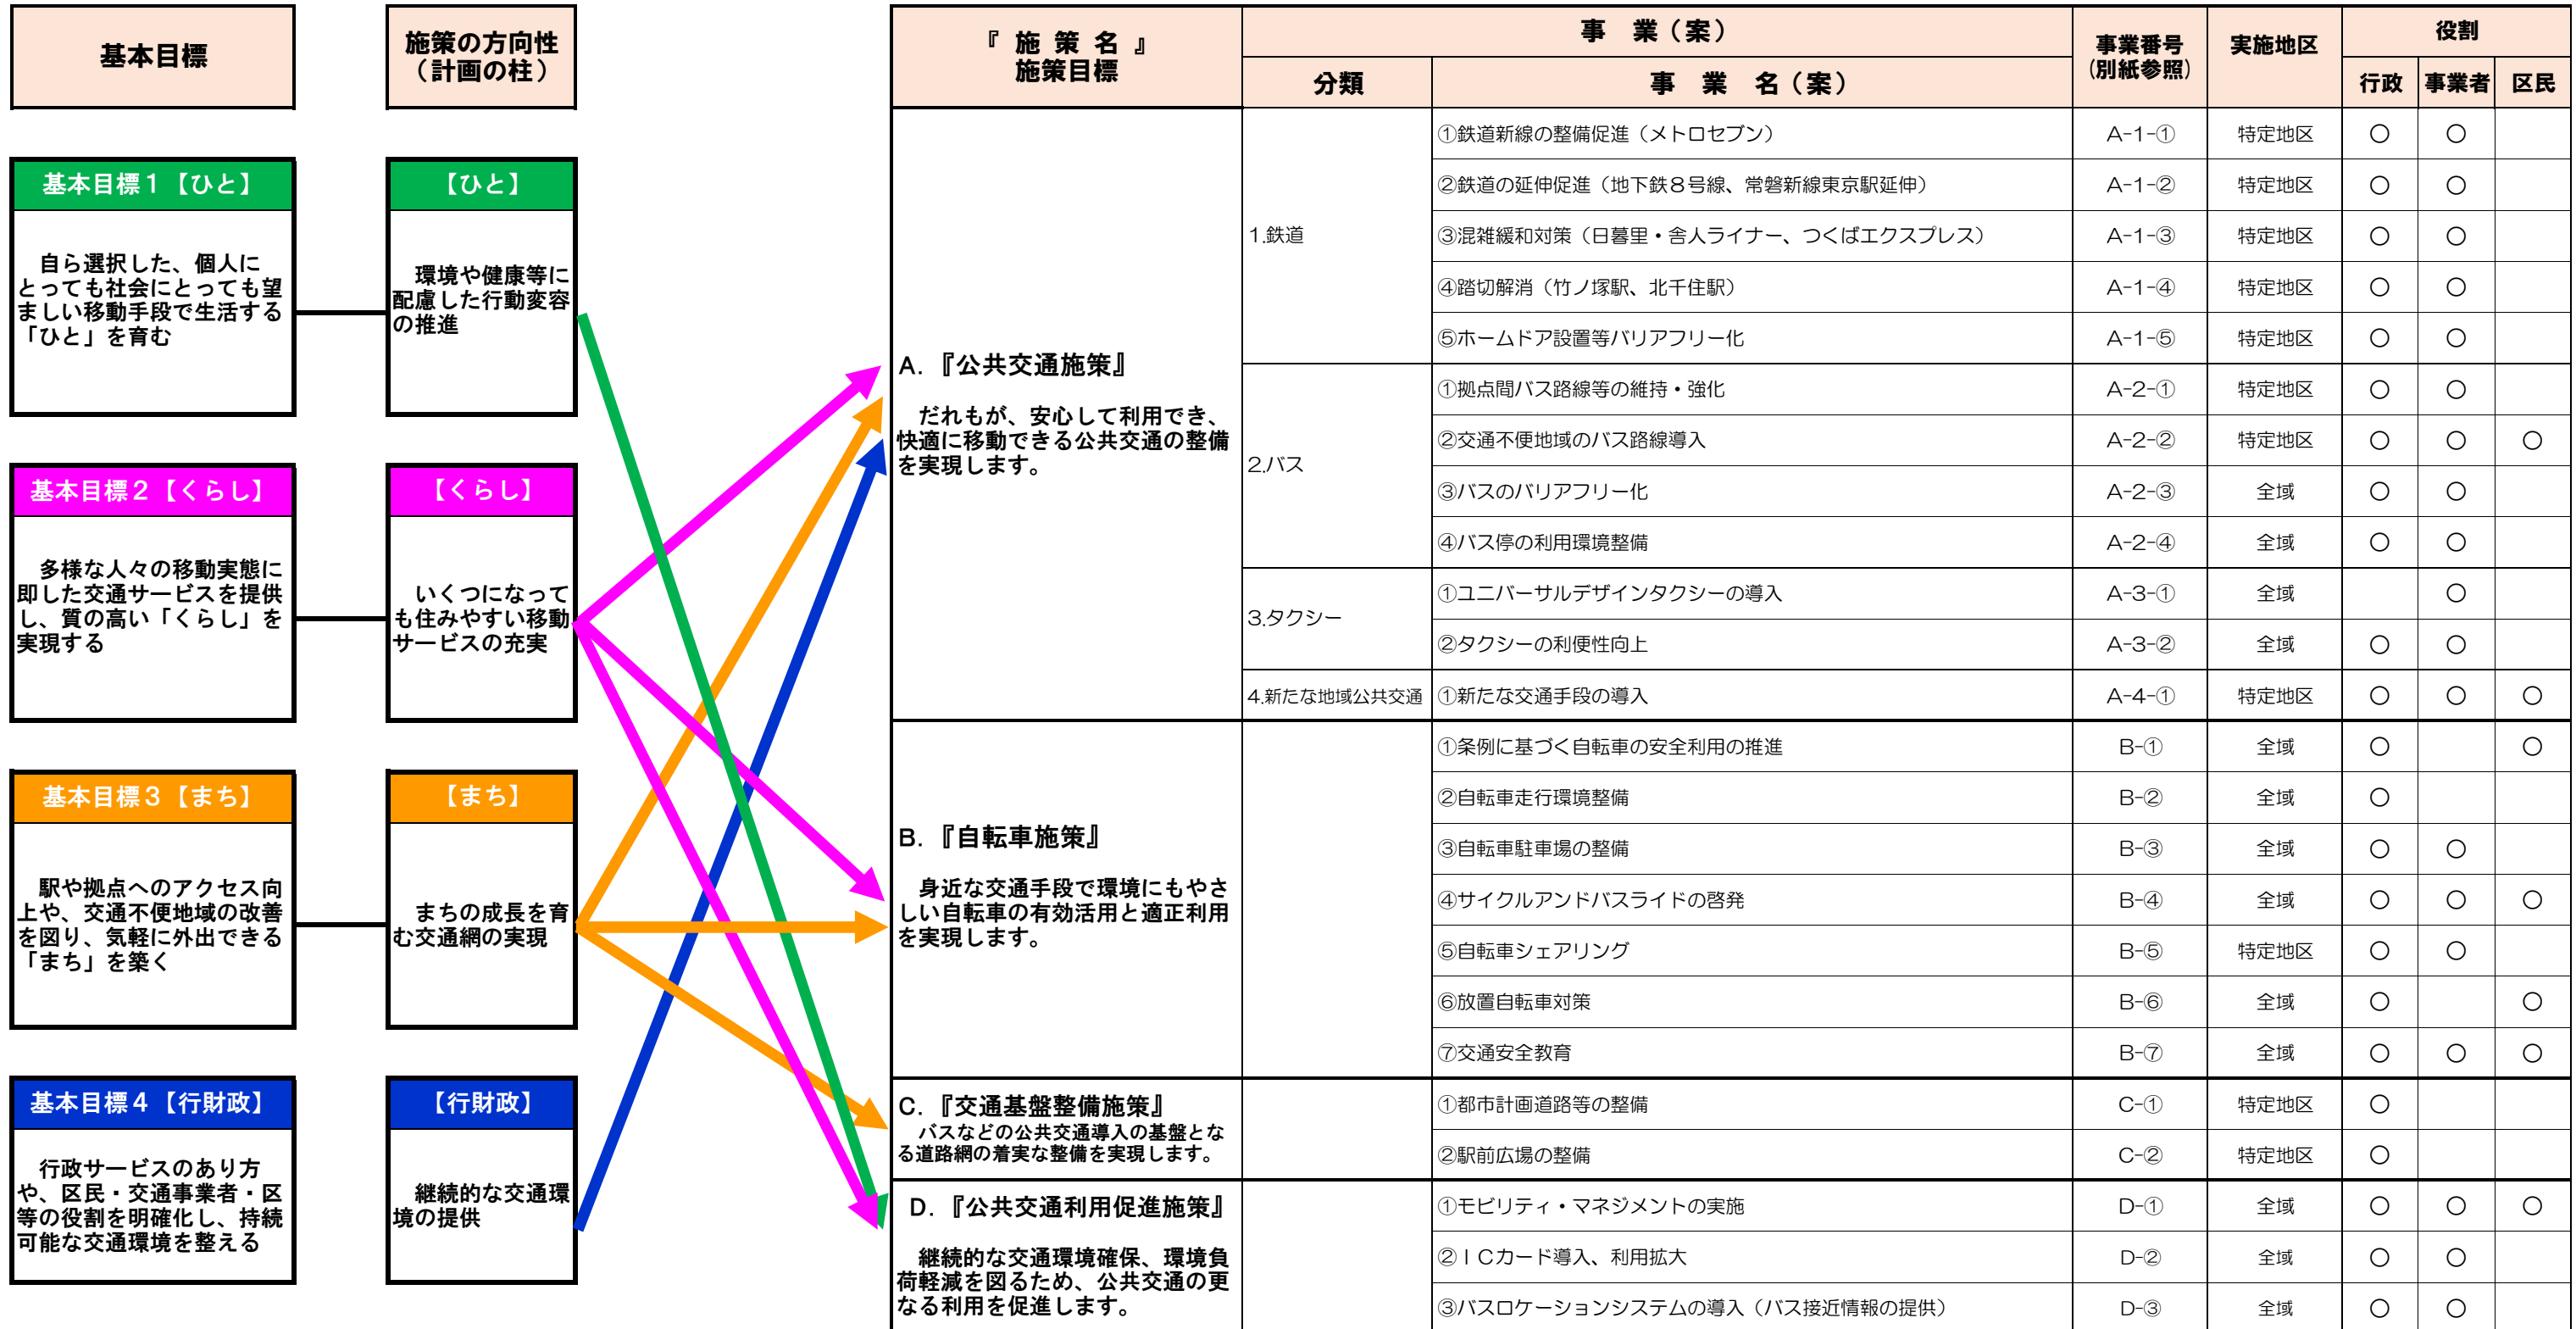 基本目標
施策の方向性
（計画の柱）
基本目標１【ひと】
自ら選択した、個人に
とっても社会にとっても望
ましい移動手段で生活する
「ひと」を育む
【ひと】
環境や健康等に
配慮した行動変容
の推進
基本目標２【くらし】
多様な人々の移動実態に
即した交通サービスを提供
し、質の高い「くらし」を
実現する
【くらし】
いくつになって
も住みやすい移動
サービスの充実
基本目標３【まち】
駅や拠点へのアクセス向
上や、交通不便地域の改善
を図り、気軽に外出できる
「まち」を築く
【まち】
まちの成長を育
む交通網の実現
基本目標４【行財政】
行政サービスのあり方
や、区民・交通事業者・区
等の役割を明確化し、持続
可能な交通環境を整える
【行財政】
継続的な交通環
境の提供
『 施 策 名 』
施策目標
事　業（案）
分類
事　業　名（案）
事業番号
(別紙参照)
実施地区
役割
行政 事業者 区民
A.『公共交通施策』
だれもが、安心して利用でき、
快適に移動できる公共交通の整備
を実現します。
1.鉄道
①鉄道新線の整備促進（メトロセブン） A-1-① 特定地区 ○ ○
②鉄道の延伸促進（地下鉄８号線、常磐新線東京駅延伸） A-1-② 特定地区 ○ ○
③混雑緩和対策（日暮里・舎人ライナー、つくばエクスプレス） A-1-③ 特定地区 ○ ○
④踏切解消（竹ノ塚駅、北千住駅） A-1-④ 特定地区 ○ ○
⑤ホームドア設置等バリアフリー化 A-1-⑤ 特定地区 ○ ○
2.バス
①拠点間バス路線等の維持・強化 A-2-① 特定地区 ○ ○
②交通不便地域のバス路線導入 A-2-② 特定地区 ○ ○ ○
③バスのバリアフリー化 A-2-③ 全域 ○ ○
④バス停の利用環境整備 A-2-④ 全域 ○ ○
3.タクシー
①ユニバーサルデザインタクシーの導入 A-3-① 全域 ○
②タクシーの利便性向上 A-3-② 全域 ○ ○
4.新たな地域公共交通 ①新たな交通手段の導入 A-4-① 特定地区 ○ ○ ○
B.『自転車施策』
身近な交通手段で環境にもやさ
しい自転車の有効活用と適正利用
を実現します。
①条例に基づく自転車の安全利用の推進 B-① 全域 ○ ○
②自転車走行環境整備 B-② 全域 ○
③自転車駐車場の整備 B-③ 全域 ○ ○
④サイクルアンドバスライドの啓発 B-④ 全域 ○ ○ ○
⑤自転車シェアリング B-⑤ 特定地区 ○ ○
⑥放置自転車対策 B-⑥ 全域 ○ ○
⑦交通安全教育 B-⑦ 全域 ○ ○ ○
C.『交通基盤整備施策』
バスなどの公共交通導入の基盤とな
る道路網の着実な整備を実現します。
①都市計画道路等の整備 C-① 特定地区 ○
②駅前広場の整備 C-② 特定地区 ○
D.『公共交通利用促進施策』
継続的な交通環境確保、環境負
荷軽減を図るため、公共交通の更
なる利用を促進します。
①モビリティ・マネジメントの実施 D-① 全域 ○ ○ ○
②ＩＣカード導入、利用拡大 D-② 全域 ○ ○
③バスロケーションシステムの導入（バス接近情報の提供） D-③ 全域 ○ ○